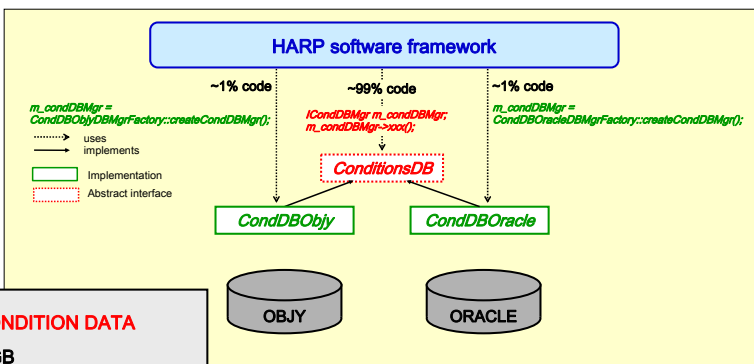 HARP software framework
~1% code
~99% code
~1% code
m_condDBMgr =
CondDBObjyDBMgrFactory::createCondDBMgr();
ICondDBMgr m_condDBMgr;
m_condDBMgr->xxx();
m_condDBMgr =
CondDBOracleDBMgrFactory::createCondDBMgr();
uses
implements
Implementation
Abstract interface
ConditionsDB
CondDBObjy
CondDBOracle
OBJY
ORACLE
NDITION DATA
GB